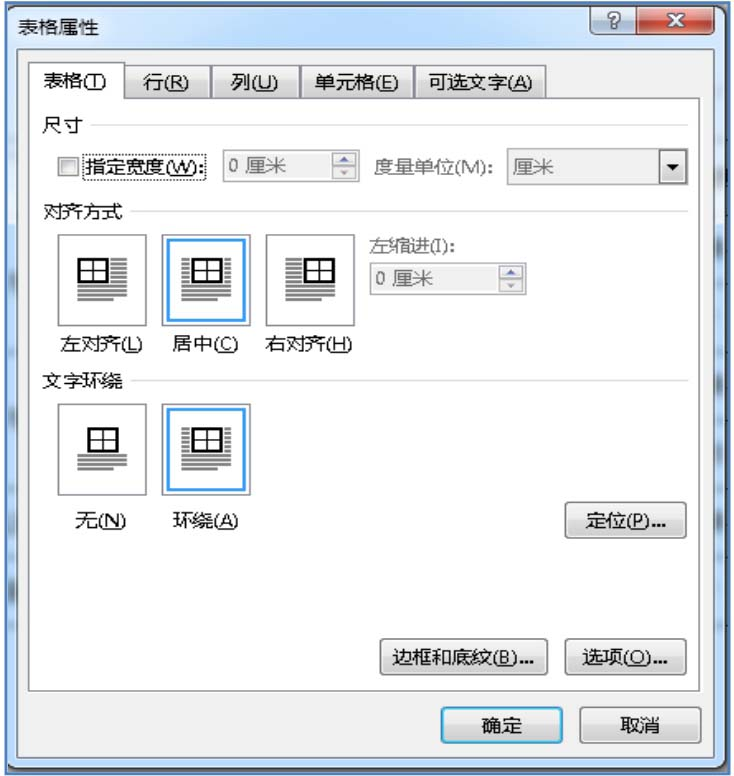 表格属性
表格(T) 行(R) 列(U) 单元格(E) 可选文字(A)
尺寸
指定宽度(W): 0 厘米 度量单位(M): 厘米
对齐方式
左缩进(I):
0 厘米
左对齐(L) 居中(C) 右对齐(H)
文字环绕
无(N) 环绕(A) 定位(P)...
边框和底纹(B)... 选项(O)...
确定 取消